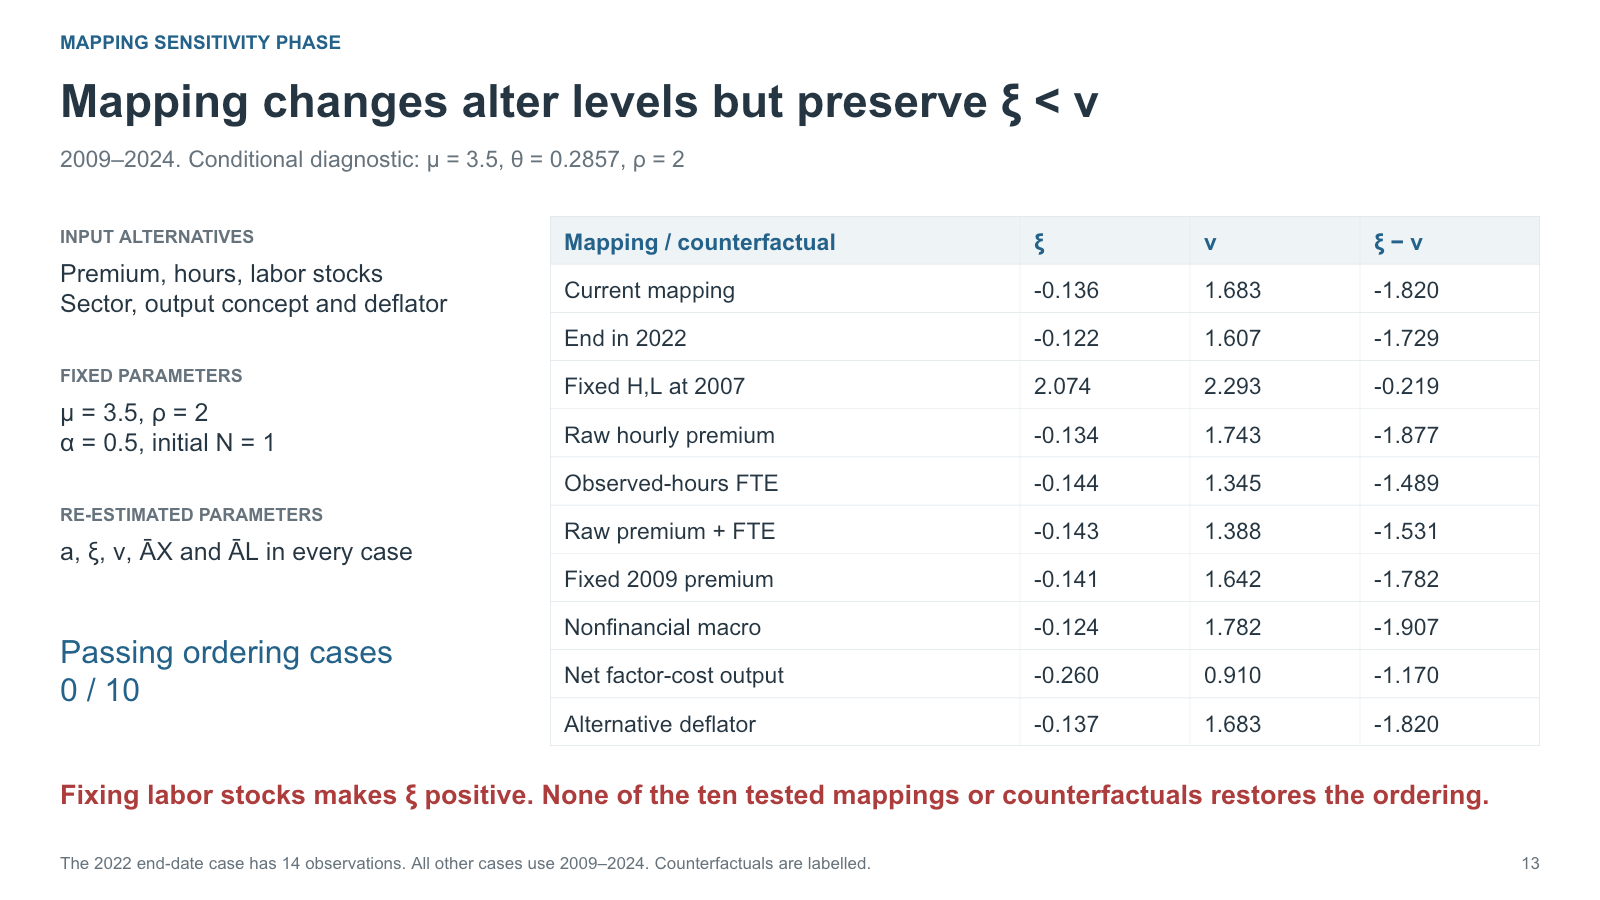 MAPPING SENSITIVITY PHASE
Mapping changes alter levels but preserve ξ < ν
2009–2024. Conditional diagnostic: μ = 3.5, θ = 0.2857, ρ = 2
INPUT ALTERNATIVES
Premium, hours, labor stocks
Sector, output concept and deflator
FIXED PARAMETERS
μ = 3.5, ρ = 2
α = 0.5, initial N = 1
RE-ESTIMATED PARAMETERS
a, ξ, ν, ĀX and ĀL in every case
Passing ordering cases
0 / 10
Mapping / counterfactual ξ ν ξ − ν
Current mapping -0.136 1.683 -1.820
End in 2022 -0.122 1.607 -1.729
Fixed H,L at 2007 2.074 2.293 -0.219
Raw hourly premium -0.134 1.743 -1.877
Observed-hours FTE -0.144 1.345 -1.489
Raw premium + FTE -0.143 1.388 -1.531
Fixed 2009 premium -0.141 1.642 -1.782
Nonfinancial macro -0.124 1.782 -1.907
Net factor-cost output -0.260 0.910 -1.170
Alternative deflator -0.137 1.683 -1.820
Fixing labor stocks makes ξ positive. None of the ten tested mappings or counterfactuals restores the ordering.
The 2022 end-date case has 14 observations. All other cases use 2009–2024. Counterfactuals are labelled.
13